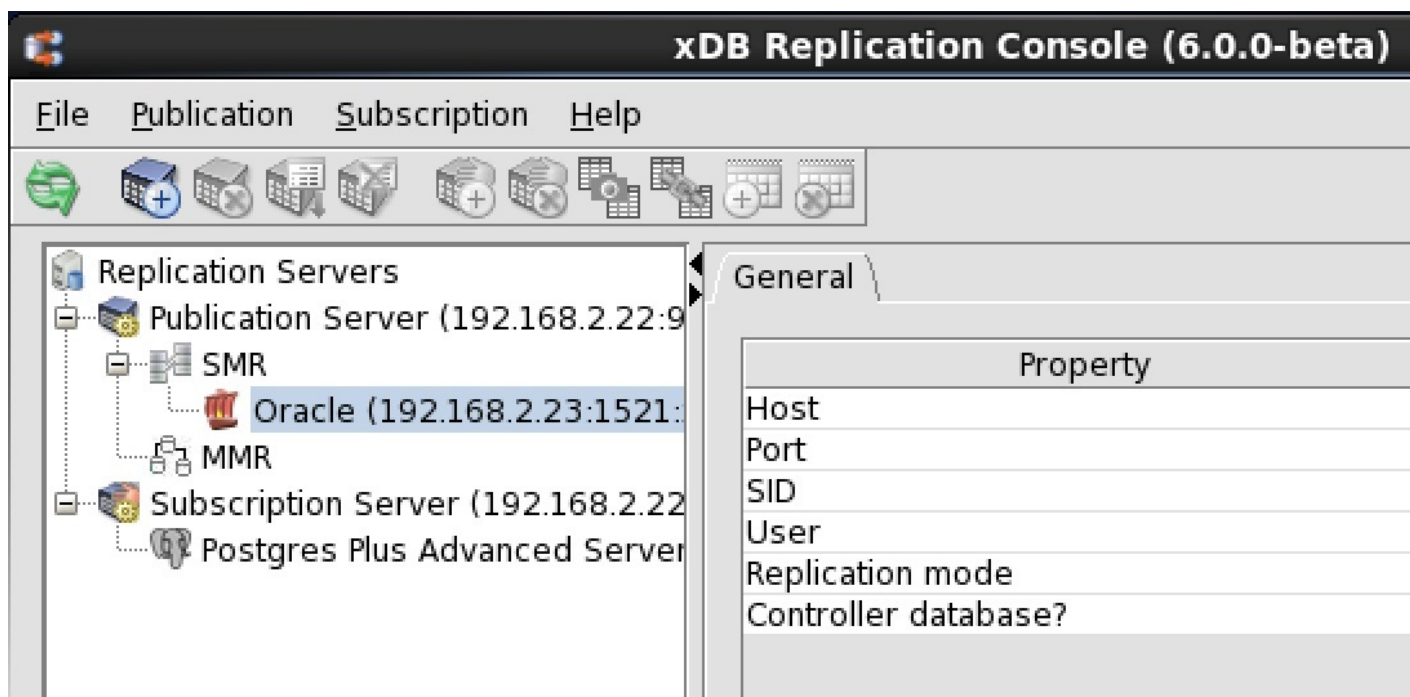 xDB Replication Console (6.0.0-beta)
File Publication Subscription Help
Replication Servers
Publication Server (192.168.2.22:9
SMR
Oracle (192.168.2.23:1521:
MMR
Subscription Server (192.168.2.22
Postgres Plus Advanced Server
General
Property
Host
Port
SID
User
Replication mode
Controller database?